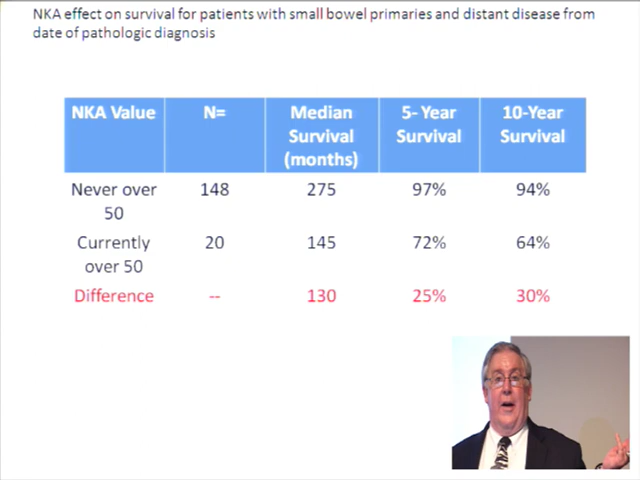 NKA effect on survival for patients with small bowel primaries and distant disease from
date of pathologic diagnosis
NKA Value N= Median Survival (months) 5- Year Survival 10-Year Survival
Never over 50 148 275 97% 94%
Currently over 50 20 145 72% 64%
Difference -- 130 25% 30%